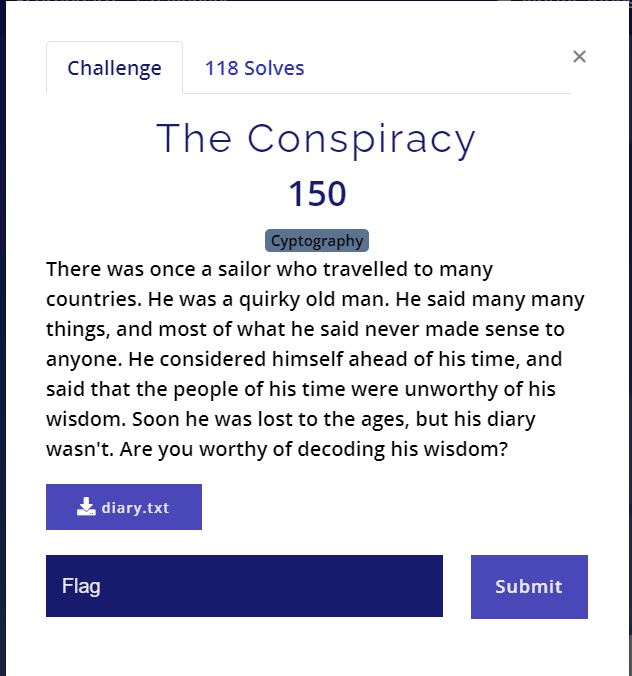 Challenge
118 Solves
×
The Conspiracy
150
Cyptography
There was once a sailor who travelled to many
countries. He was a quirky old man. He said many many
things, and most of what he said never made sense to
anyone. He considered himself ahead of his time, and
said that the people of his time were unworthy of his
wisdom. Soon he was lost to the ages, but his diary
wasn't. Are you worthy of decoding his wisdom?
diary.txt
Flag
Submit